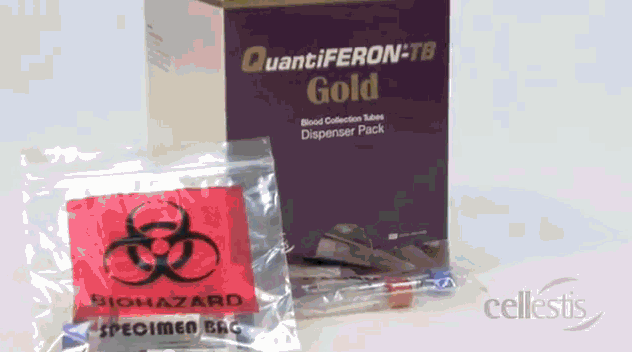 QuantiFERON®-TB
Gold
Blood Collection Tubes
Dispenser Pack
BIOHAZARD
SPECIMEN BAG
cellestis